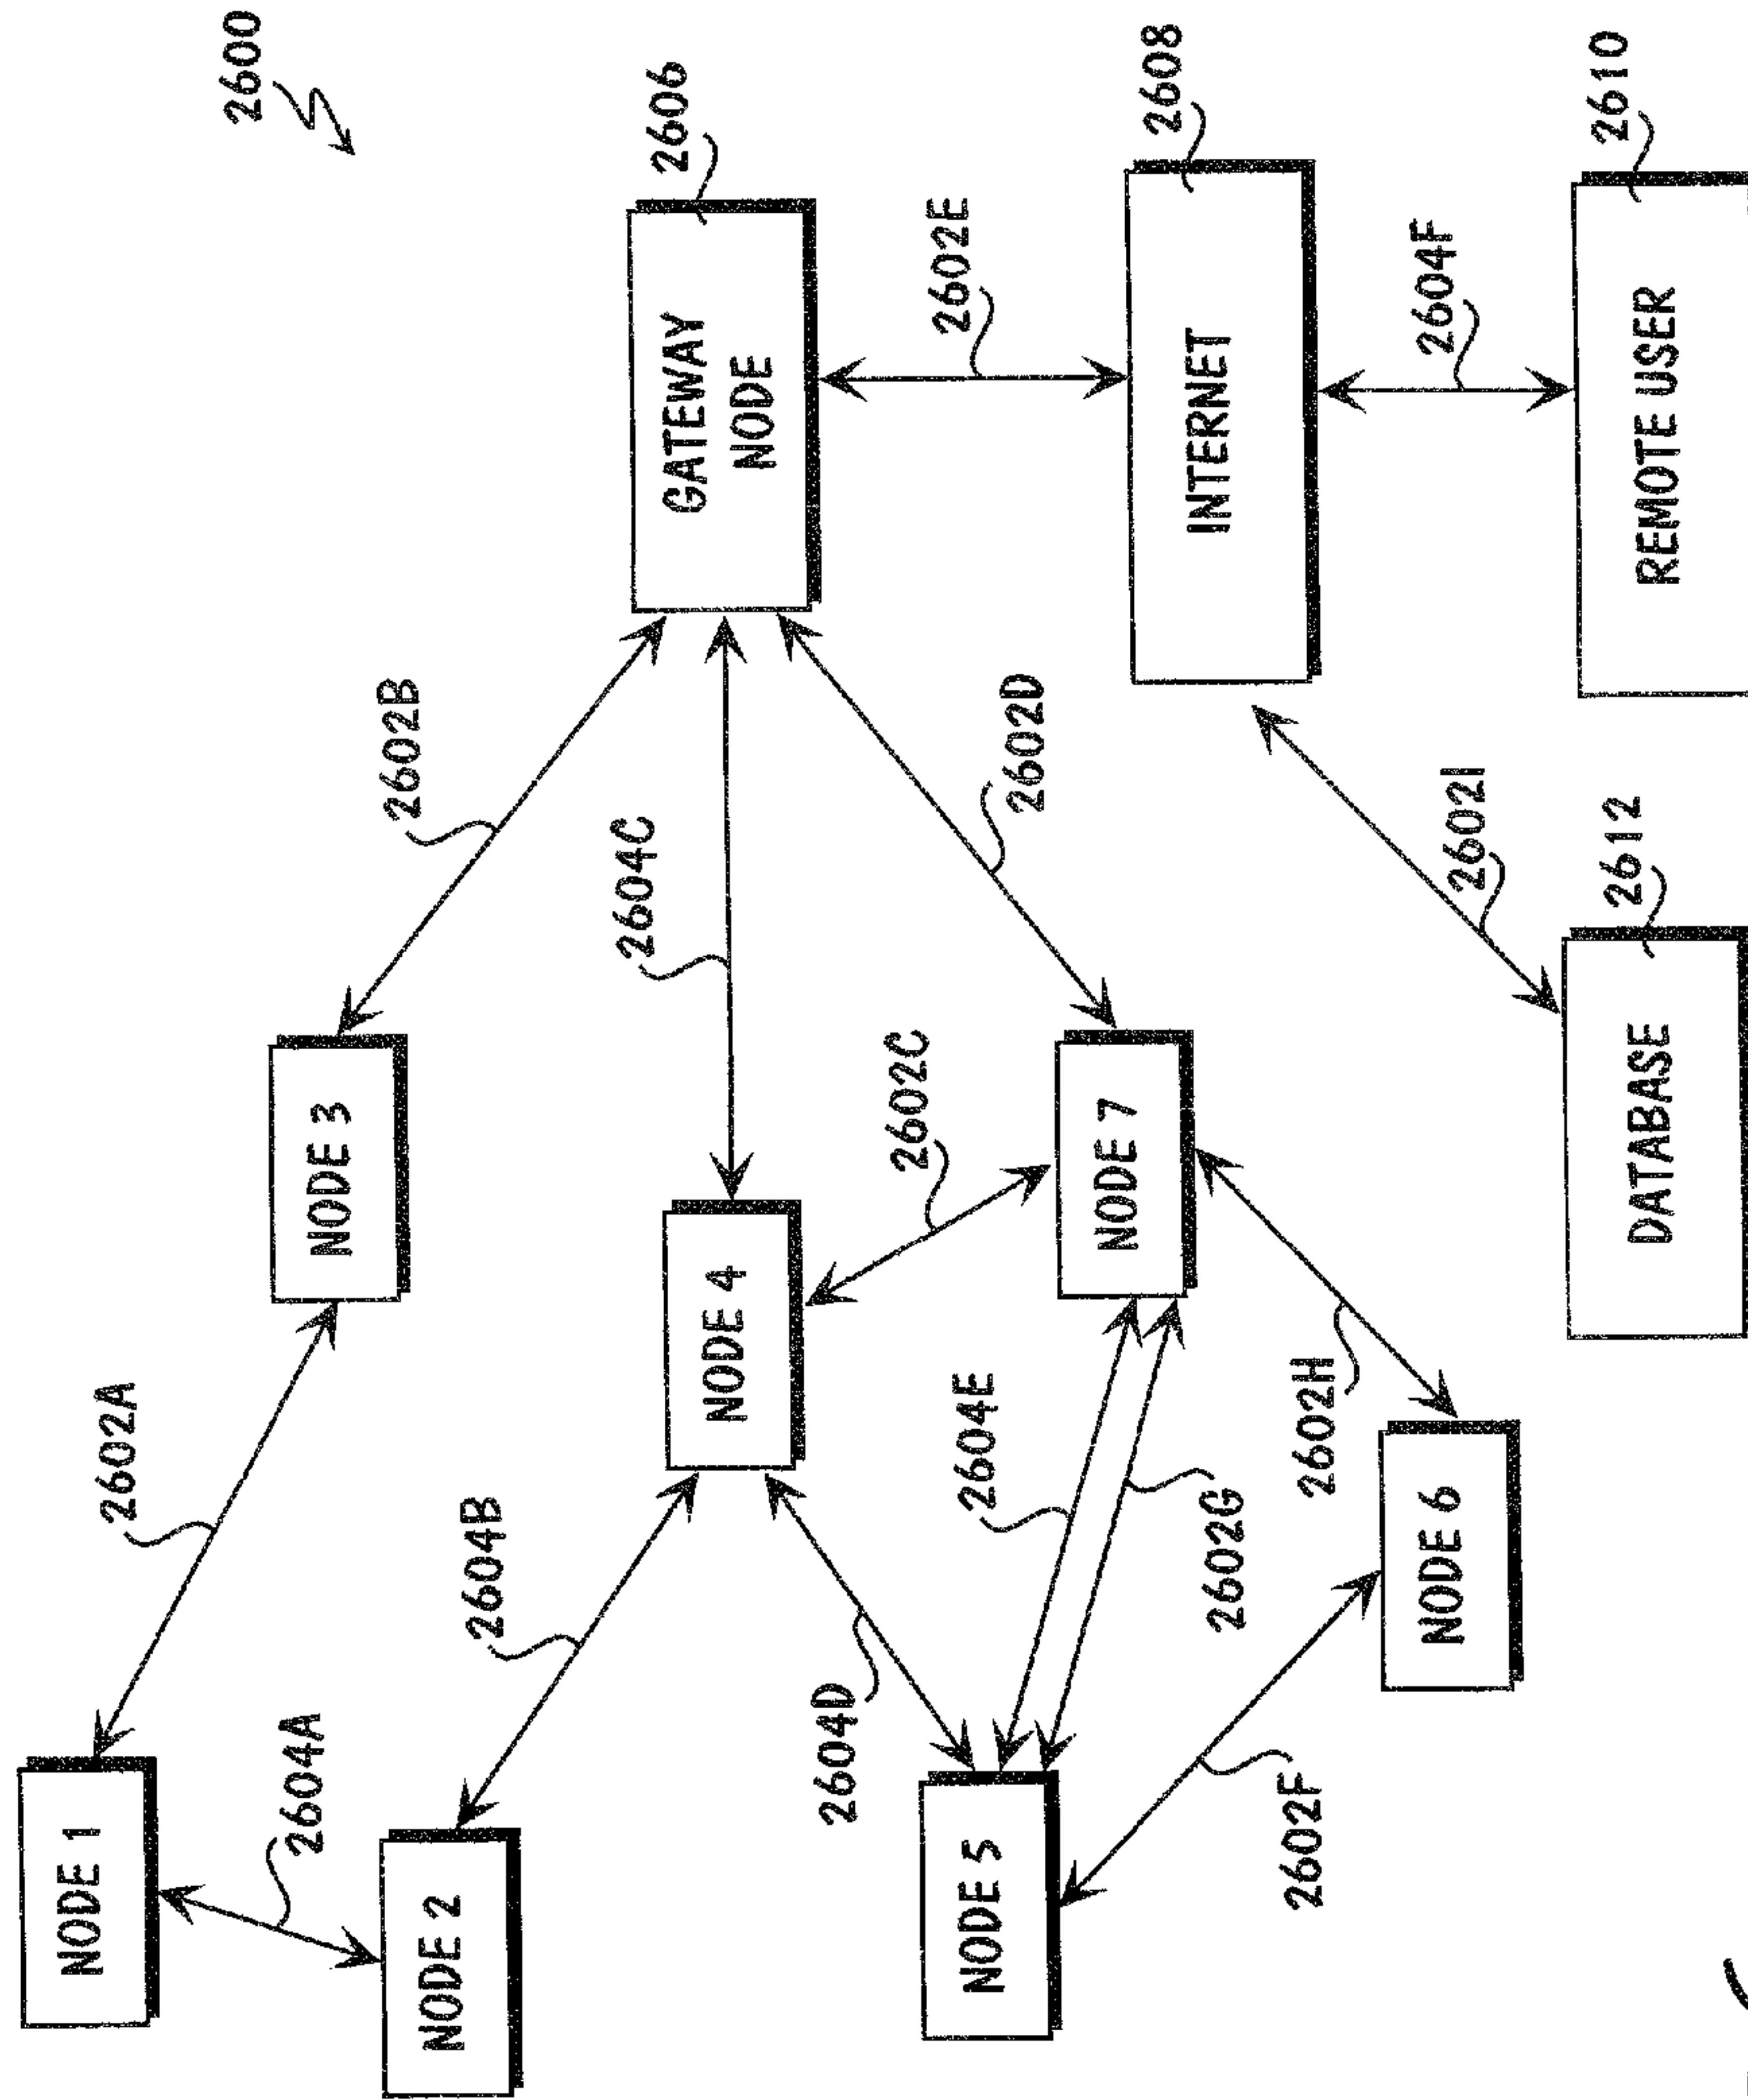 2600
NODE 1
2602A
NODE 3
2602B
GATEWAY
NODE
2606
2604A
NODE 2
2604B
NODE 4
2604C
2602E
2604D
2602C
2602D
NODE 5
2604E
NODE 7
INTERNET
2608
2602G
2602F
2602H
NODE 6
2602I
2604F
DATABASE
2612
REMOTE USER
2610